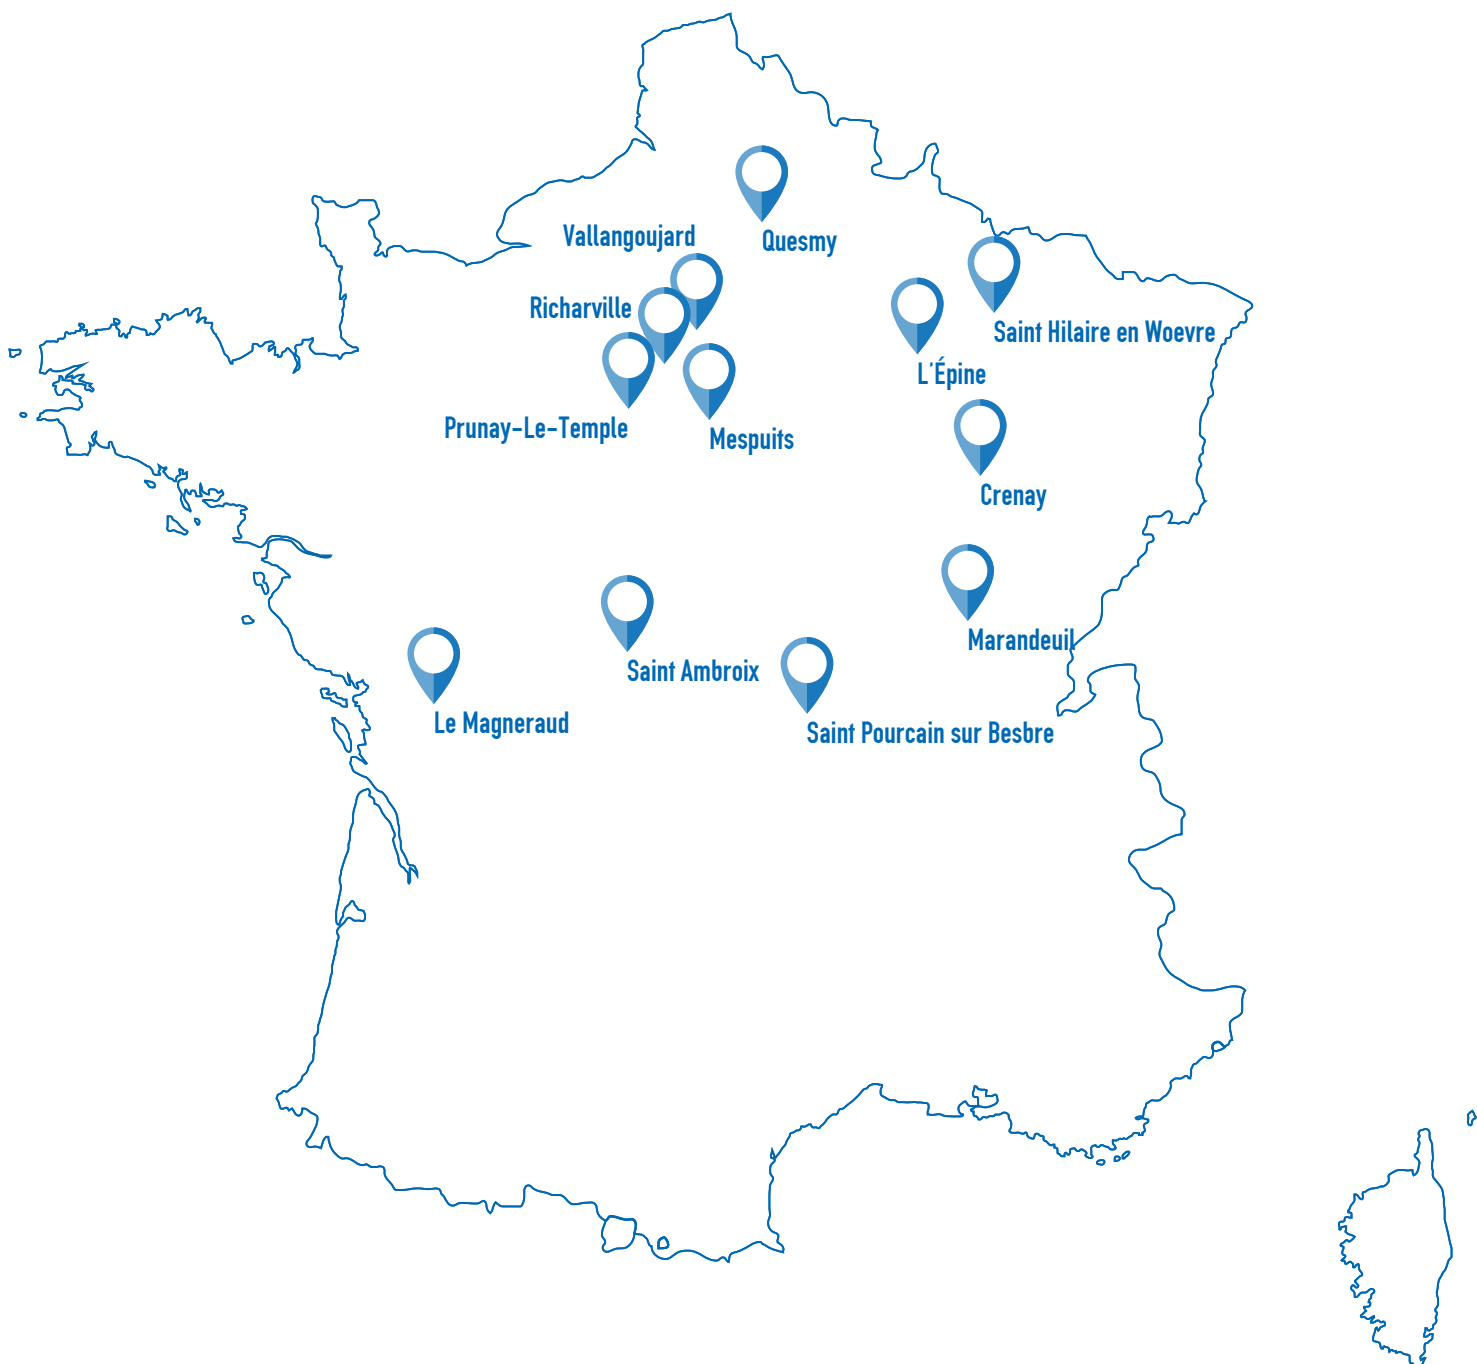 Vallangoujard
Quesmy
Richarville
Saint Hilaire en Woevre
L'Épine
Prunay-Le-Temple
Mespuits
Crenay
Marandeuil
Saint Ambroix
Le Magneraud
Saint Pourcain sur Besbre